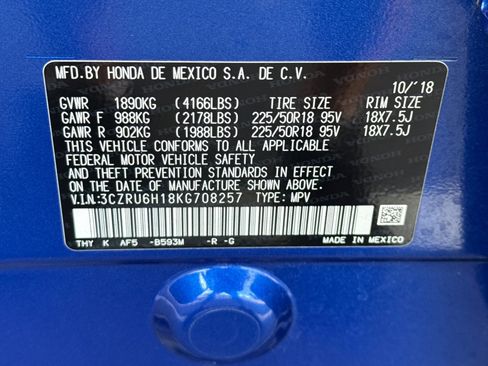 MFD.BY HONDA DE MEXICO S.A. DE C.V.
10/'18
GVWR 1890KG (4166LBS) TIRE SIZE RIM SIZE
GAWR F 988KG (2178LBS) 225/50R18 95V 18X7.5J
GAWR R 902KG (1988LBS) 225/50R18 95V 18X7.5J
THIS VEHICLE CONFORMS TO ALL APPLICABLE
FEDERAL MOTOR VEHICLE SAFETY
AND THEFT PREVENTION STANDARDS IN EFFECT ON
THE DATE OF MANUFACTURE SHOWN ABOVE.
V.I.N:3CZRU6H18KG708257 TYPE: MPV
THY K AF5 -B593M -R -G MADE IN MEXICO